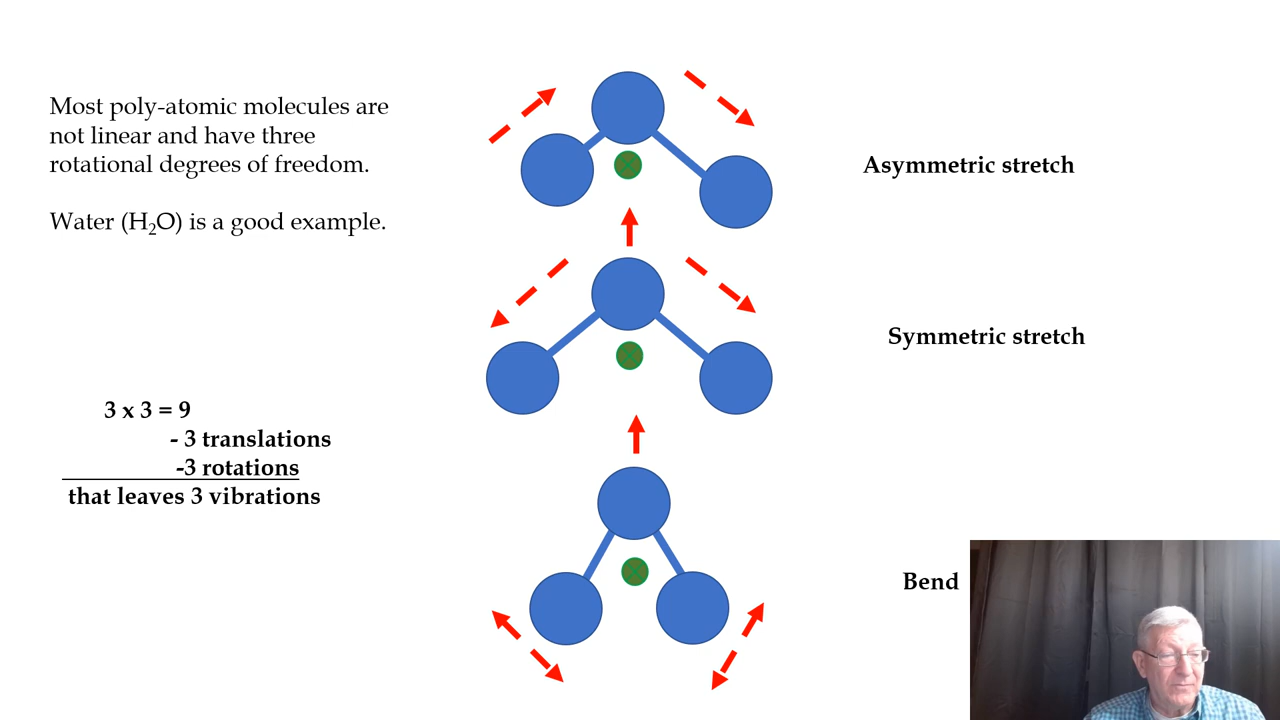 Most poly-atomic molecules are
not linear and have three
rotational degrees of freedom.
Water (H₂O) is a good example.
Asymmetric stretch
Symmetric stretch
3 x 3 = 9
- 3 translations
-3 rotations
that leaves 3 vibrations
Bend